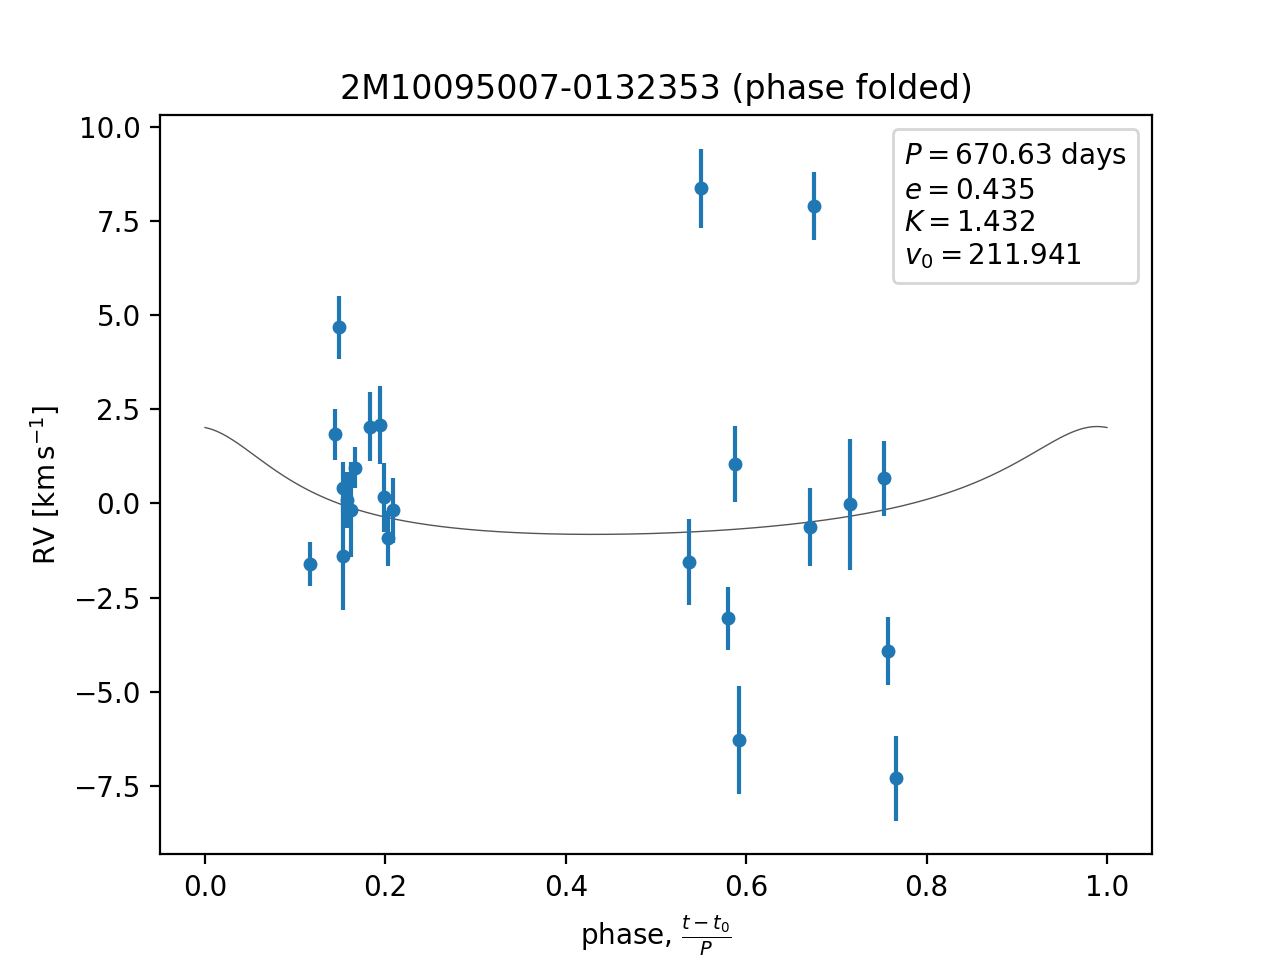 2M10095007-0132353 (phase folded)
P = 670.63 days
e = 0.435
K = 1.432
v₀ = 211.941
RV [km s⁻¹]
10.0
7.5
5.0
2.5
0.0
−2.5
−5.0
−7.5
0.0 0.2 0.4 0.6 0.8 1.0
phase, (t − t₀)/P